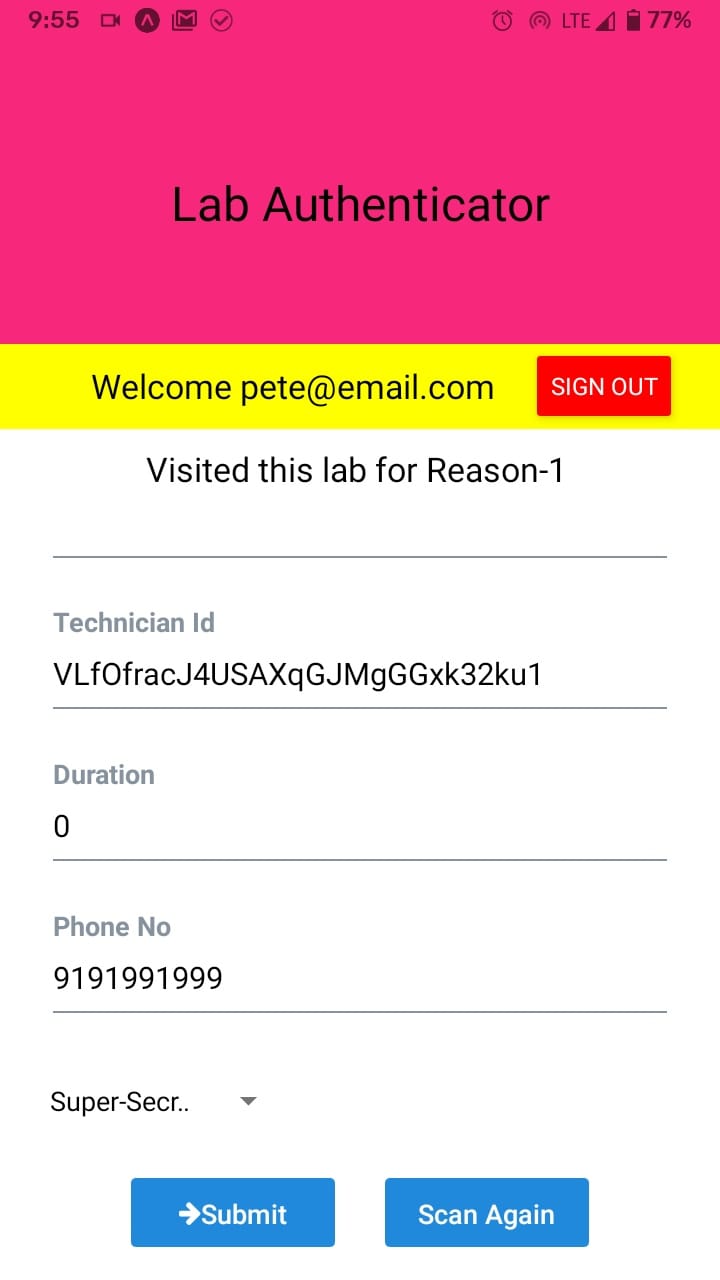 9:55 LTE 77%
Lab Authenticator
Welcome pete@email.com SIGN OUT
Visited this lab for Reason-1
Technician Id
VLfOfracJ4USAXqGJMgGGxk32ku1
Duration
0
Phone No
9191991999
Super-Secr..
Submit Scan Again